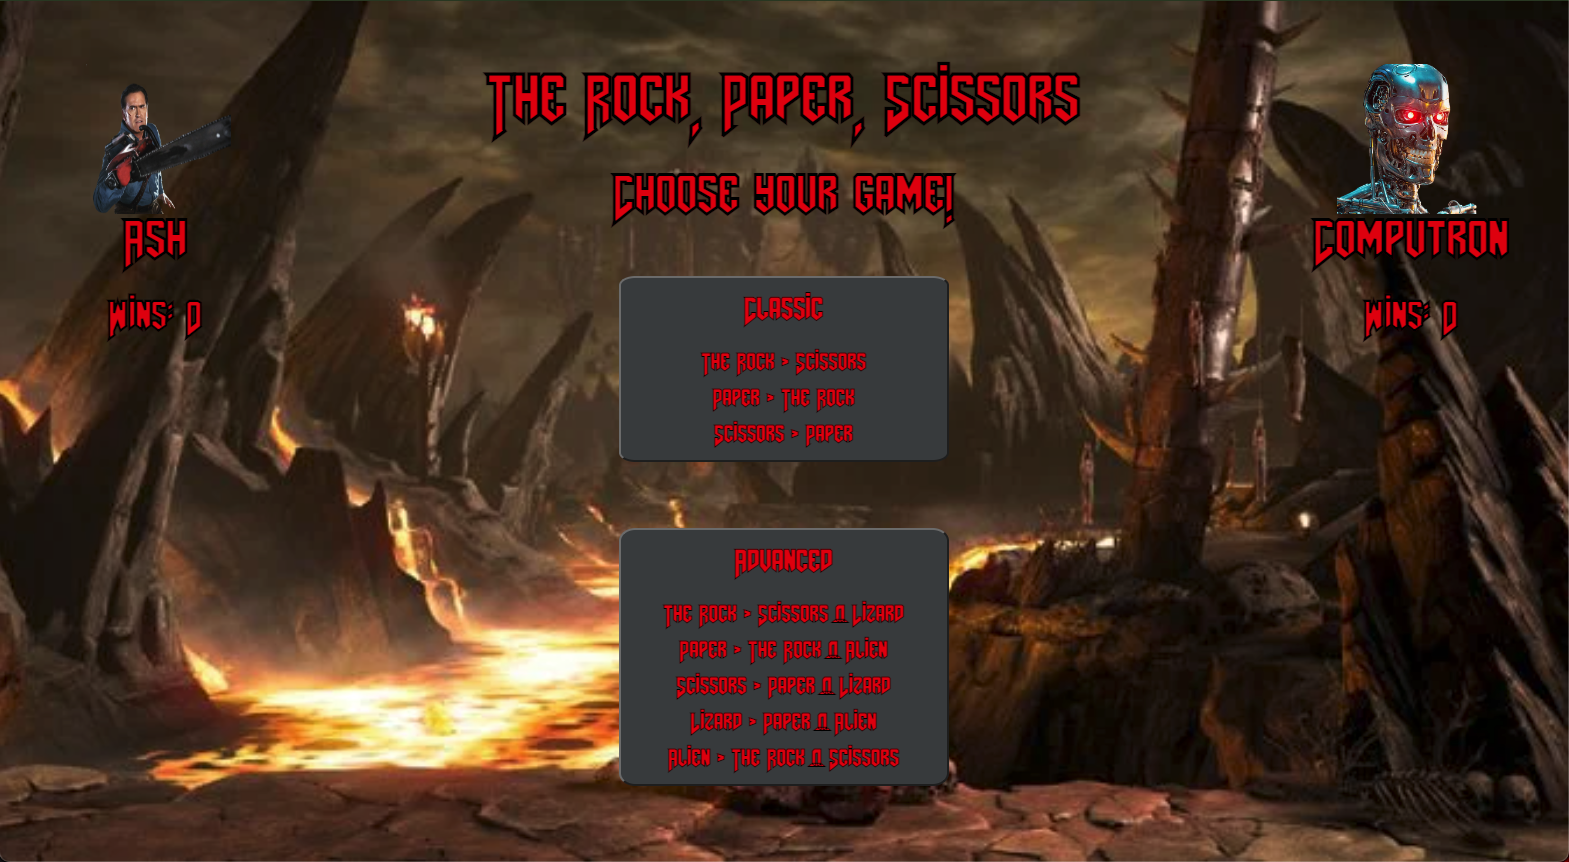 The Rock, Paper, Scissors
Choose your game!
Ash
Wins: 0
Computron
Wins: 0
Classic
The Rock > Scissors
Paper > The Rock
Scissors > Paper
Advanced
The Rock > Scissors n Lizard
Paper > The Rock n Alien
Scissors > Paper n Lizard
Lizard > Paper n Alien
Alien > The Rock n Scissors